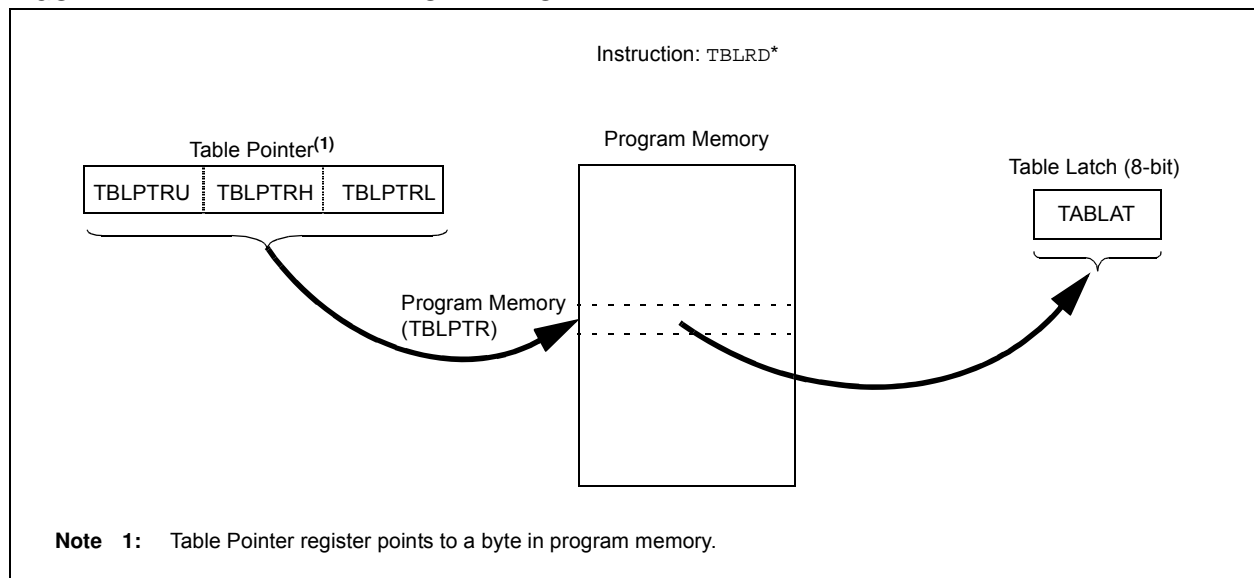 Instruction: TBLRD*
Table Pointer(1)
TBLPTRU TBLPTRH TBLPTRL
Program Memory
Table Latch (8-bit)
TABLAT
Program Memory
(TBLPTR)
Note 1: Table Pointer register points to a byte in program memory.